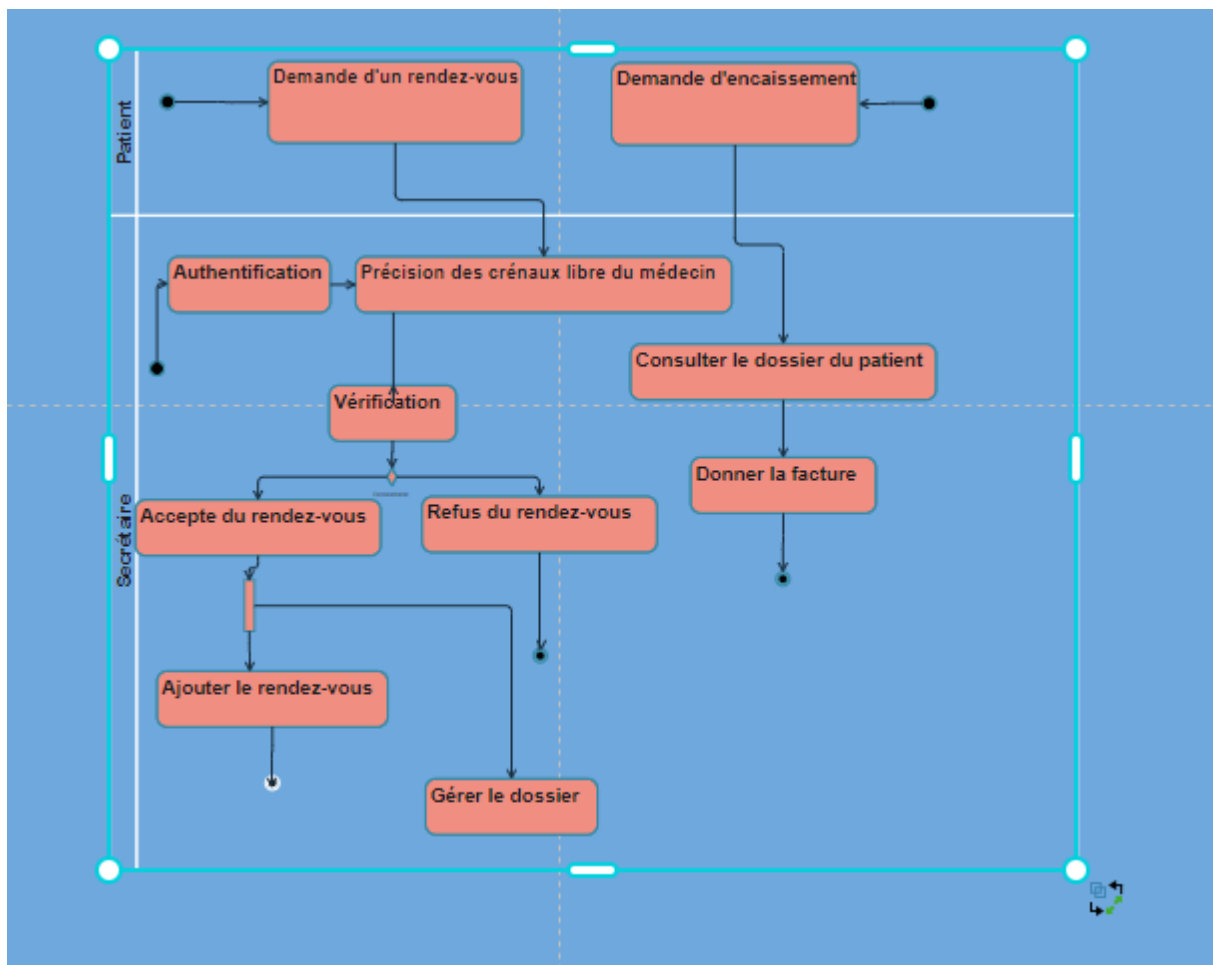 Patient
Demande d'un rendez-vous
Demande d'encaissement
Secrétaire
Authentification
Précision des crénaux libre du médecin
Consulter le dossier du patient
Vérification
Donner la facture
Accepte du rendez-vous
Refus du rendez-vous
Ajouter le rendez-vous
Gérer le dossier